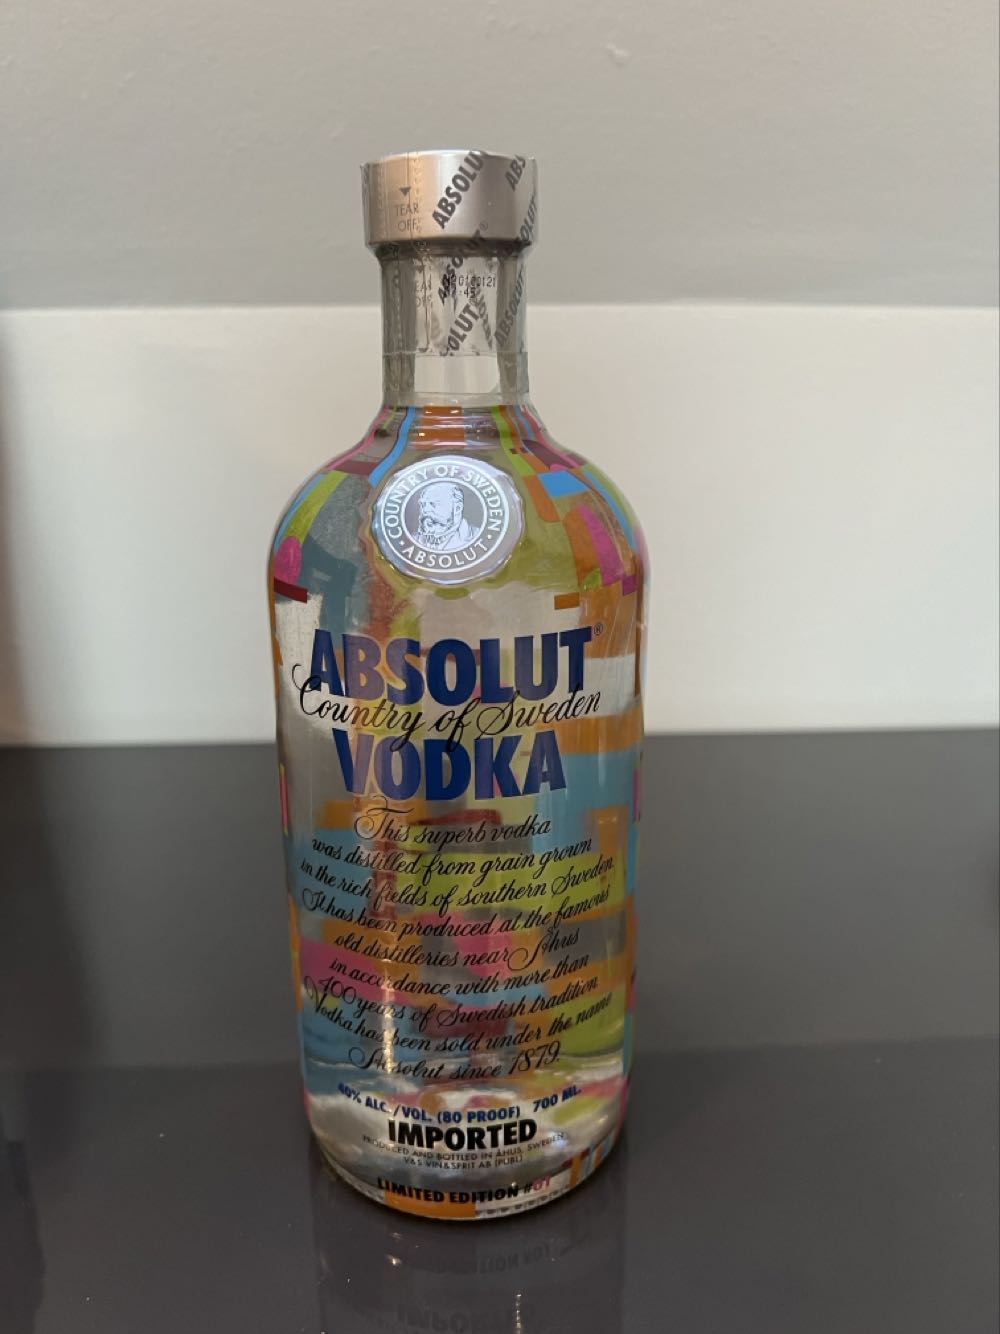 TEAR
OFF
ABSOLUT
ABSOLUT
COUNTRY OF SWEDEN
ABSOLUT
ABSOLUT®
Country of Sweden
VODKA
This superb vodka
was distilled from grain grown
in the rich fields of southern Sweden.
It has been produced at the famous
old distilleries near Åhus
in accordance with more than
400 years of Swedish tradition.
Vodka has been sold under the name
Absolut since 1879.
40% ALC./VOL. (80 PROOF) 700 ML.
IMPORTED
PRODUCED AND BOTTLED IN ÅHUS, SWEDEN
V&S VIN&SPRIT AB (PUBL)
LIMITED EDITION #01